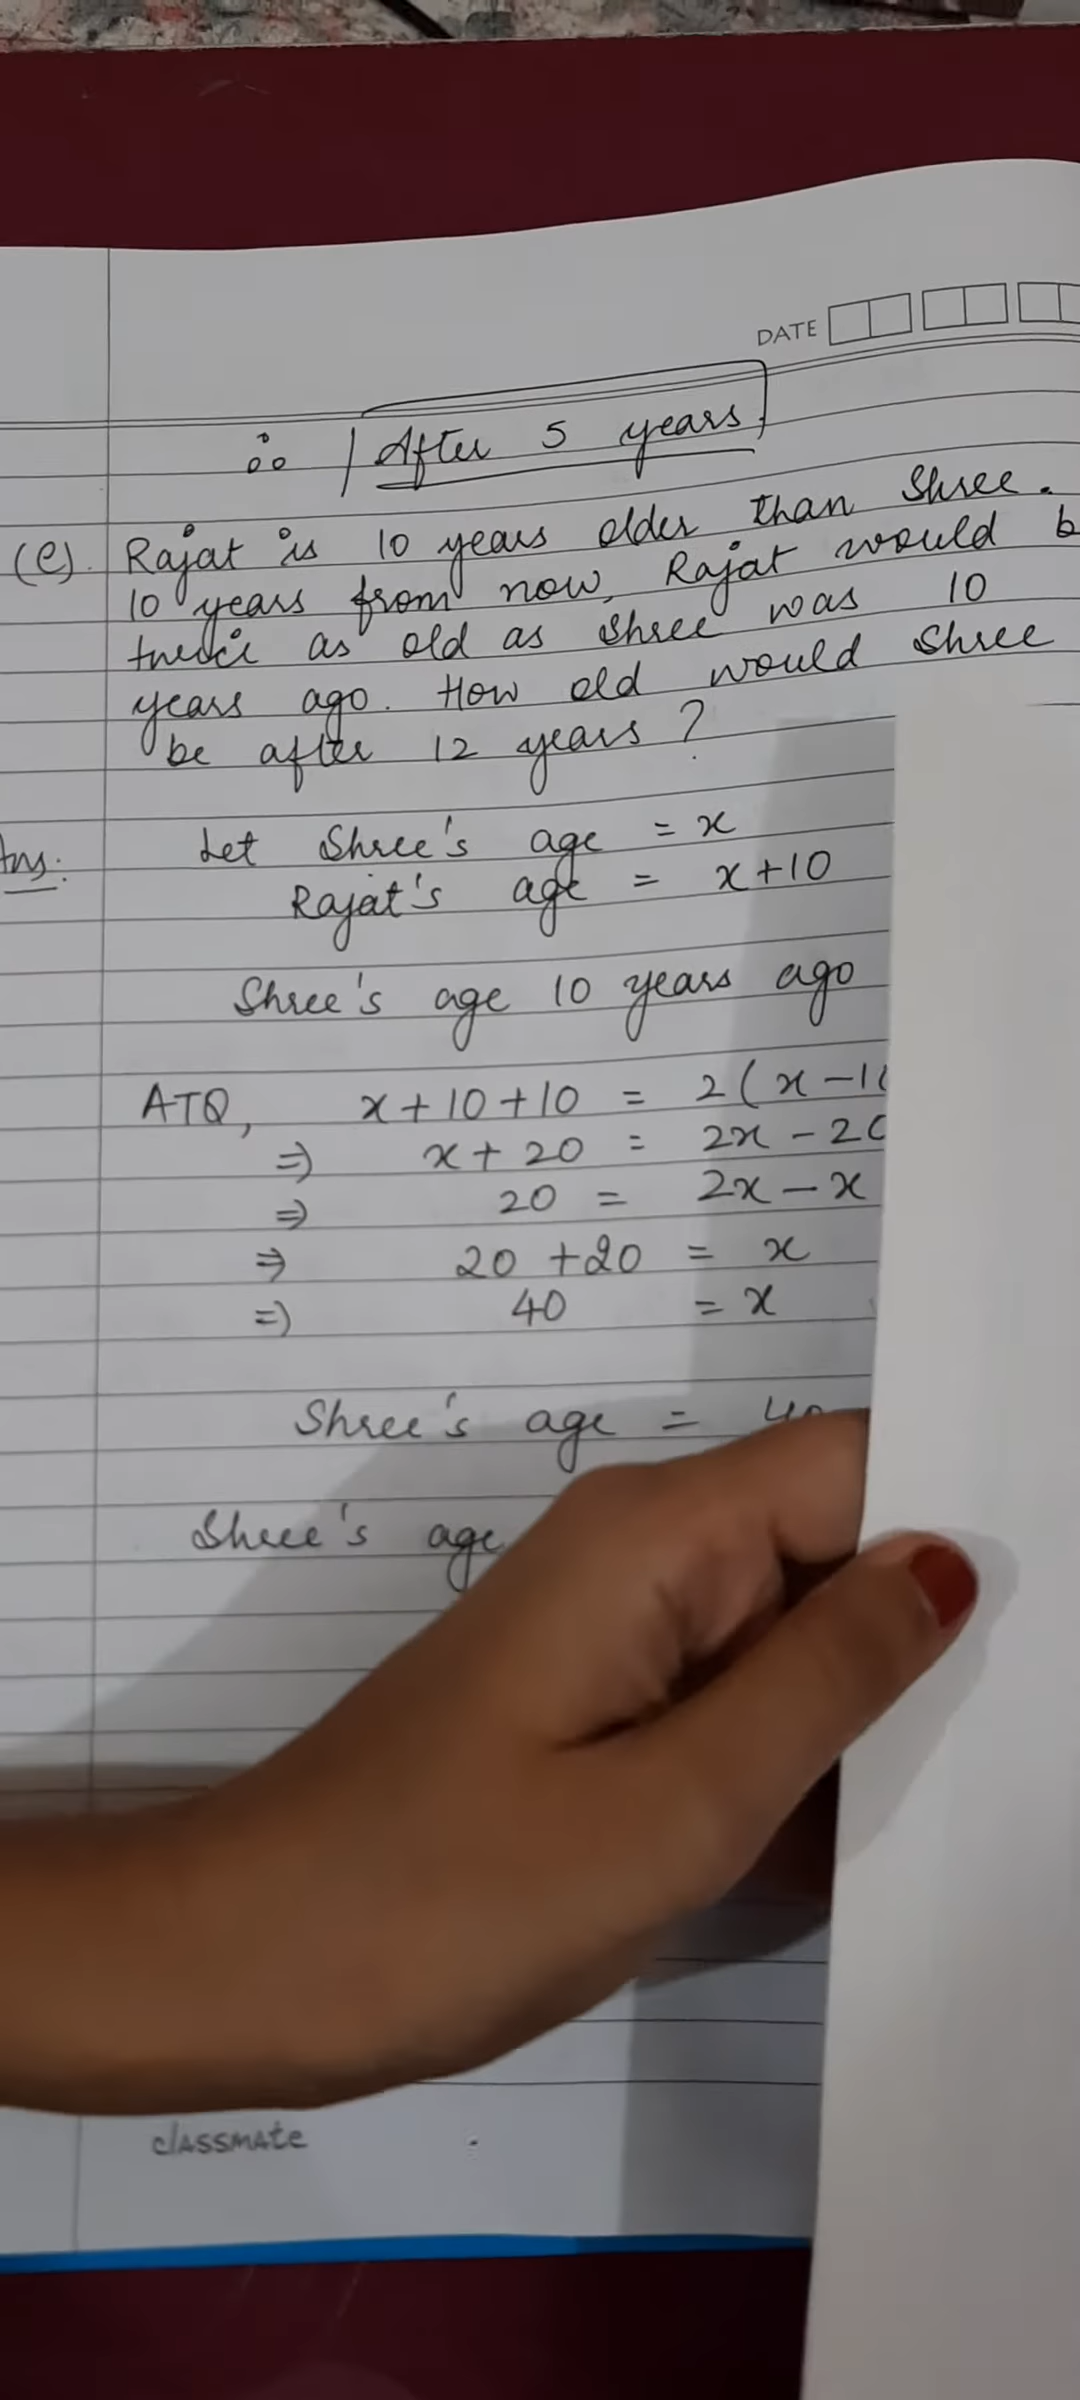 DATE
∴ After 5 years
(e). Rajat is 10 years older than Shree.
10 years from now, Rajat would b
twice as old as Shree was 10
years ago. How old would Shree
be after 12 years ?
Ans: Let Shree's age = x
Rajat's age = x+10
Shree's age 10 years ago
ATQ, x+10+10 = 2(x-1
⇒ x+20 = 2x-2
⇒ 20 = 2x-x
⇒ 20+20 = x
⇒ 40 = x
Shree's age = 40
Shree's age
classmate